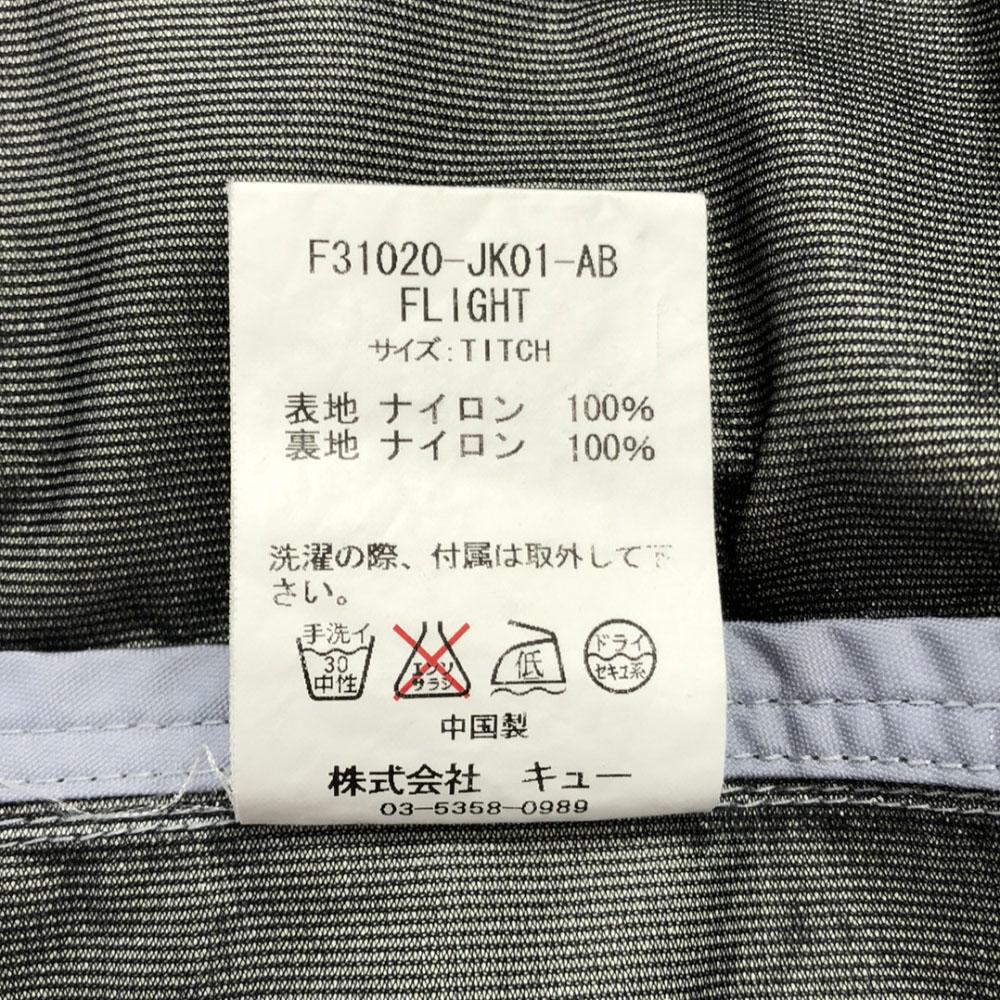 F31020-JK01-AB
FLIGHT
サイズ:TITCH
表地 ナイロン 100%
裏地 ナイロン 100%
洗濯の際、付属は取外して下
さい。
手洗イ
30
中性
エンソ
サラシ
低
ドライ
セキユ系
中国製
株式会社 キュー
03-5358-0989